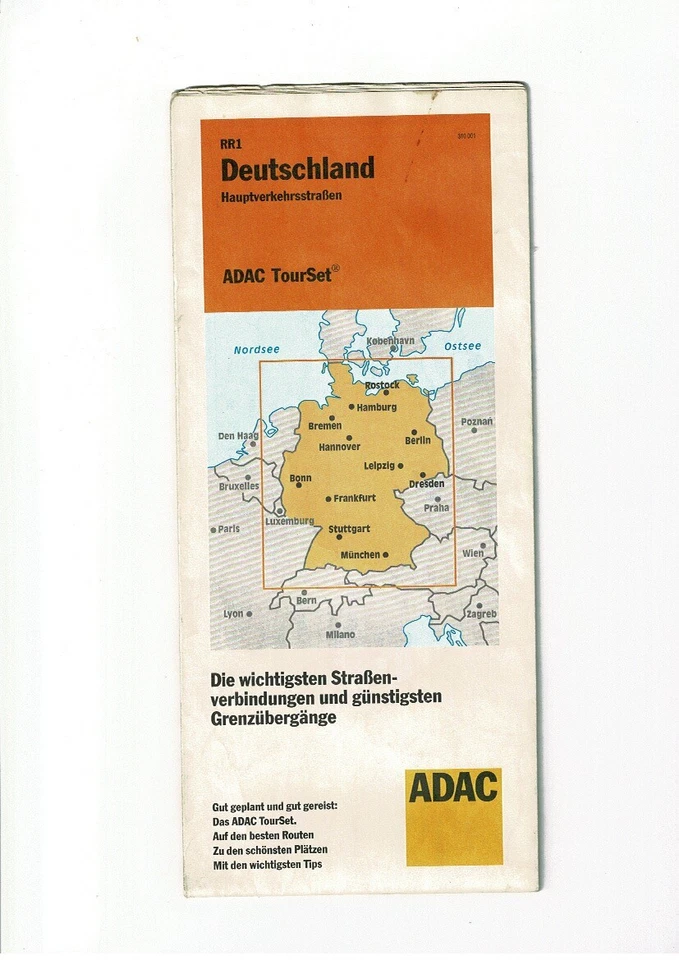 RR1
Deutschland
Hauptverkehrsstraßen
ADAC TourSet®
København
Nordsee
Ostsee
Rostock
Hamburg
Bremen
Poznań
Den Haag
Berlin
Hannover
Leipzig
Bonn
Dresden
Bruxelles
Frankfurt
Praha
Luxemburg
Paris
Stuttgart
München
Wien
Bern
Lyon
Zagreb
Milano
Die wichtigsten Straßen-
verbindungen und günstigsten
Grenzübergänge
ADAC
Gut geplant und gut gereist:
Das ADAC TourSet.
Auf den besten Routen
Zu den schönsten Plätzen
Mit den wichtigsten Tips